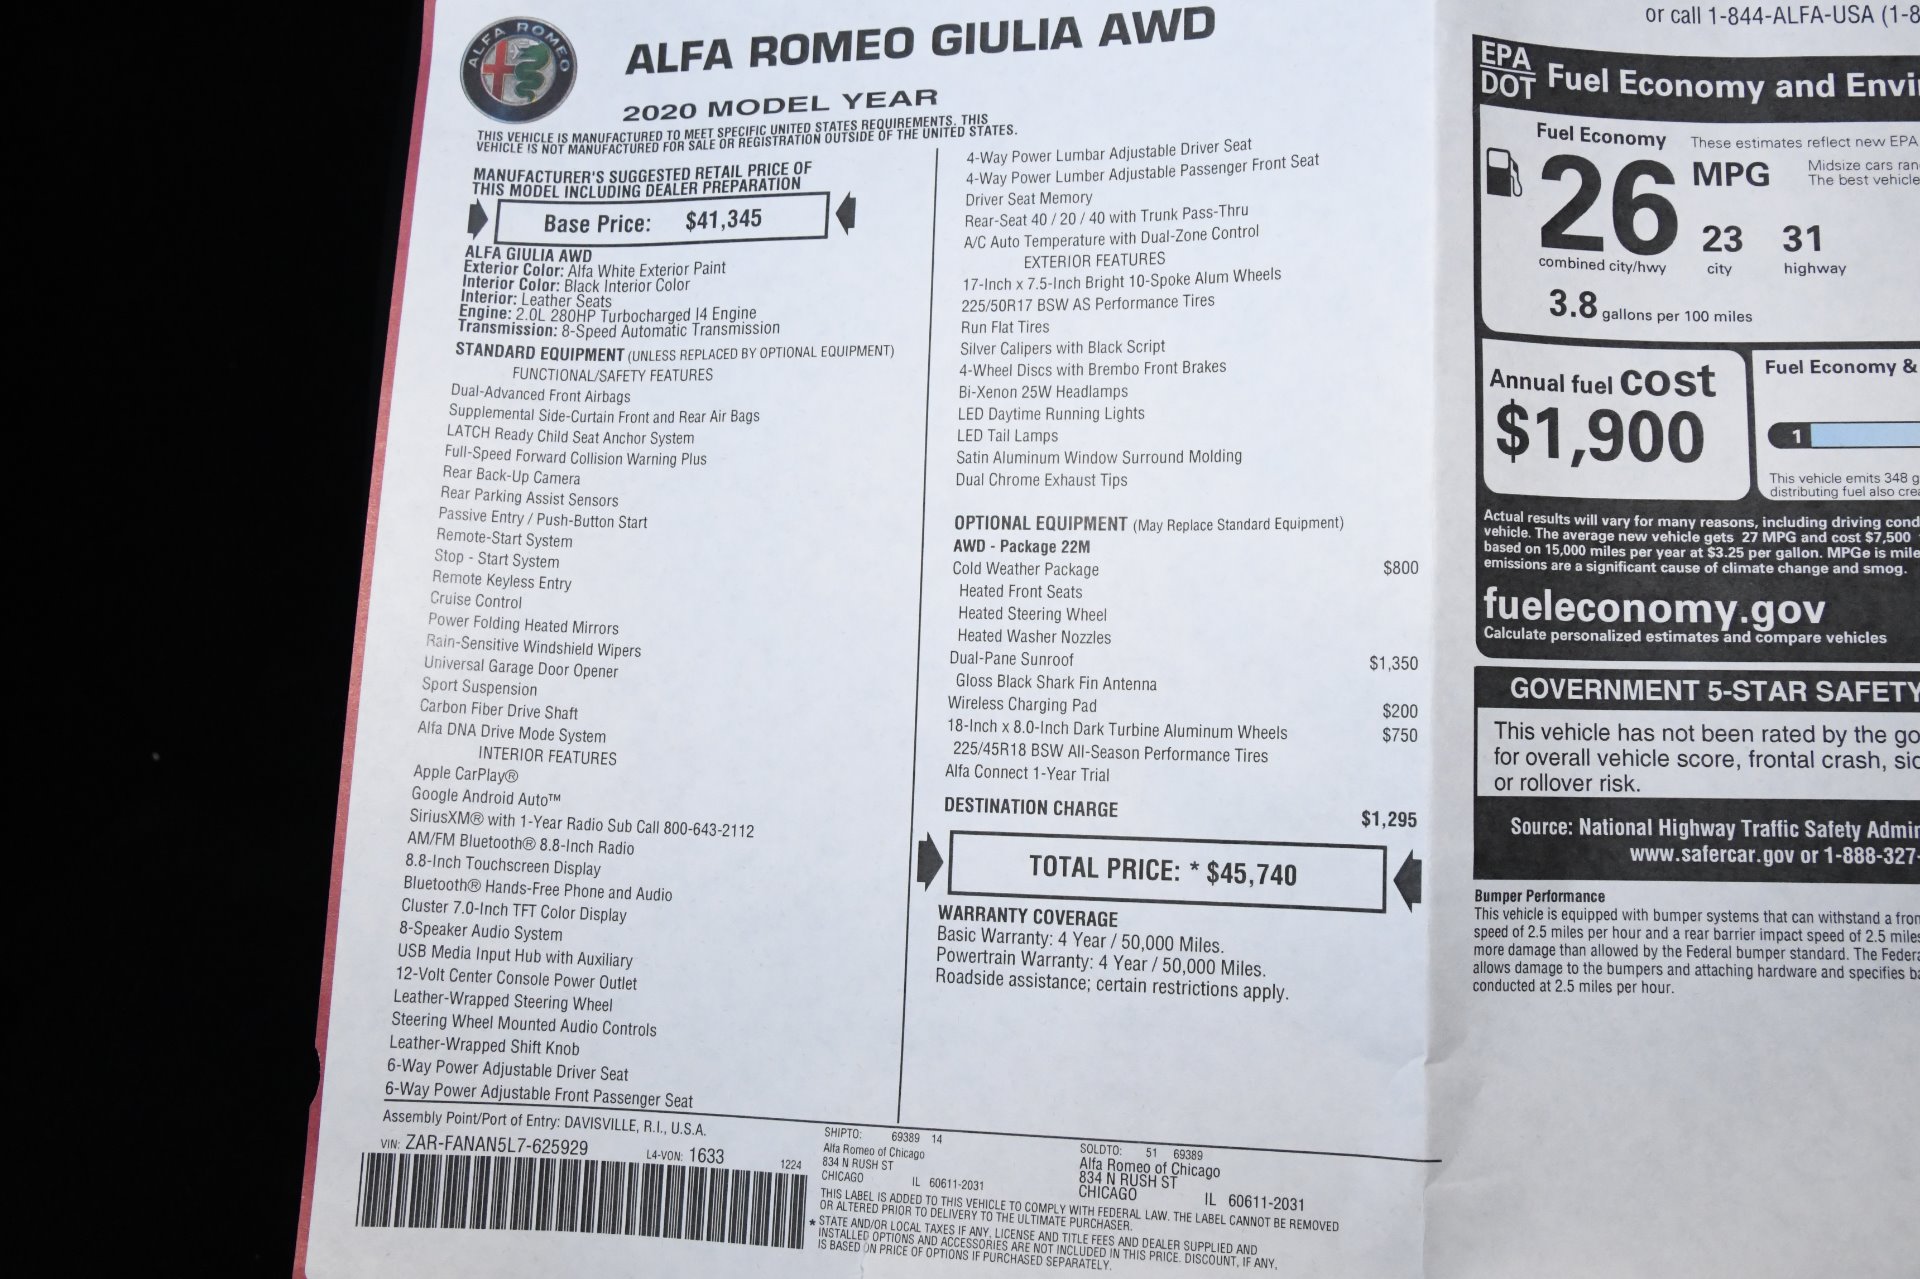 ALFA ROMEO
ALFA ROMEO GIULIA AWD
2020 MODEL YEAR
THIS VEHICLE IS MANUFACTURED TO MEET SPECIFIC UNITED STATES REQUIREMENTS. THIS
VEHICLE IS NOT MANUFACTURED FOR SALE OR REGISTRATION OUTSIDE OF THE UNITED STATES.
MANUFACTURER'S SUGGESTED RETAIL PRICE OF
THIS MODEL INCLUDING DEALER PREPARATION
Base Price: $41,345
ALFA GIULIA AWD
Exterior Color: Alfa White Exterior Paint
Interior Color: Black Interior Color
Interior: Leather Seats
Engine: 2.0L 280HP Turbocharged I4 Engine
Transmission: 8-Speed Automatic Transmission
STANDARD EQUIPMENT (UNLESS REPLACED BY OPTIONAL EQUIPMENT)
FUNCTIONAL/SAFETY FEATURES
Dual-Advanced Front Airbags
Supplemental Side-Curtain Front and Rear Air Bags
LATCH Ready Child Seat Anchor System
Full-Speed Forward Collision Warning Plus
Rear Back-Up Camera
Rear Parking Assist Sensors
Passive Entry / Push-Button Start
Remote-Start System
Stop - Start System
Remote Keyless Entry
Cruise Control
Power Folding Heated Mirrors
Rain-Sensitive Windshield Wipers
Universal Garage Door Opener
Sport Suspension
Carbon Fiber Drive Shaft
Alfa DNA Drive Mode System
INTERIOR FEATURES
Apple CarPlay®
Google Android Auto™
SiriusXM® with 1-Year Radio Sub Call 800-643-2112
AM/FM Bluetooth® 8.8-Inch Radio
8.8-Inch Touchscreen Display
Bluetooth® Hands-Free Phone and Audio
Cluster 7.0-Inch TFT Color Display
8-Speaker Audio System
USB Media Input Hub with Auxiliary
12-Volt Center Console Power Outlet
Leather-Wrapped Steering Wheel
Steering Wheel Mounted Audio Controls
Leather-Wrapped Shift Knob
6-Way Power Adjustable Driver Seat
6-Way Power Adjustable Front Passenger Seat
4-Way Power Lumbar Adjustable Driver Seat
4-Way Power Lumber Adjustable Passenger Front Seat
Driver Seat Memory
Rear-Seat 40 / 20 / 40 with Trunk Pass-Thru
A/C Auto Temperature with Dual-Zone Control
EXTERIOR FEATURES
17-Inch x 7.5-Inch Bright 10-Spoke Alum Wheels
225/50R17 BSW AS Performance Tires
Run Flat Tires
Silver Calipers with Black Script
4-Wheel Discs with Brembo Front Brakes
Bi-Xenon 25W Headlamps
LED Daytime Running Lights
LED Tail Lamps
Satin Aluminum Window Surround Molding
Dual Chrome Exhaust Tips
OPTIONAL EQUIPMENT (May Replace Standard Equipment)
AWD - Package 22M
Cold Weather Package $800
Heated Front Seats
Heated Steering Wheel
Heated Washer Nozzles
Dual-Pane Sunroof $1,350
Gloss Black Shark Fin Antenna
Wireless Charging Pad $200
18-Inch x 8.0-Inch Dark Turbine Aluminum Wheels $750
225/45R18 BSW All-Season Performance Tires
Alfa Connect 1-Year Trial
DESTINATION CHARGE $1,295
TOTAL PRICE: * $45,740
WARRANTY COVERAGE
Basic Warranty: 4 Year / 50,000 Miles.
Powertrain Warranty: 4 Year / 50,000 Miles.
Roadside assistance; certain restrictions apply.
Assembly Point/Port of Entry: DAVISVILLE, R.I., U.S.A.
VIN: ZAR-FANAN5L7-625929 L4-VON: 1633
1224
SHIPTO: 69389 14
Alfa Romeo of Chicago
834 N RUSH ST
CHICAGO IL 60611-2031
SOLDTO: 51 69389
Alfa Romeo of Chicago
834 N RUSH ST
CHICAGO IL 60611-2031
THIS LABEL IS ADDED TO THIS VEHICLE TO COMPLY WITH FEDERAL LAW. THE LABEL CANNOT BE REMOVED
OR ALTERED PRIOR TO DELIVERY TO THE ULTIMATE PURCHASER.
* STATE AND/OR LOCAL TAXES IF ANY, LICENSE AND TITLE FEES AND DEALER SUPPLIED AND
INSTALLED OPTIONS AND ACCESSORIES ARE NOT INCLUDED IN THIS PRICE. DISCOUNT, IF ANY,
IS BASED ON PRICE OF OPTIONS IF PURCHASED SEPARATELY.
or call 1-844-ALFA-USA (1-8
EPA
DOT
Fuel Economy and Envi
Fuel Economy These estimates reflect new EPA
26 MPG
Midsize cars ran
The best vehicle
23 31
combined city/hwy city highway
3.8 gallons per 100 miles
Annual fuel cost
$1,900
Fuel Economy &
1
This vehicle emits 348 g
distributing fuel also crea
Actual results will vary for many reasons, including driving cond
vehicle. The average new vehicle gets 27 MPG and cost $7,500
based on 15,000 miles per year at $3.25 per gallon. MPGe is mile
emissions are a significant cause of climate change and smog.
fueleconomy.gov
Calculate personalized estimates and compare vehicles
GOVERNMENT 5-STAR SAFETY
This vehicle has not been rated by the go
for overall vehicle score, frontal crash, sid
or rollover risk.
Source: National Highway Traffic Safety Admin
www.safercar.gov or 1-888-327-
Bumper Performance
This vehicle is equipped with bumper systems that can withstand a fron
speed of 2.5 miles per hour and a rear barrier impact speed of 2.5 miles
more damage than allowed by the Federal bumper standard. The Federa
allows damage to the bumpers and attaching hardware and specifies ba
conducted at 2.5 miles per hour.